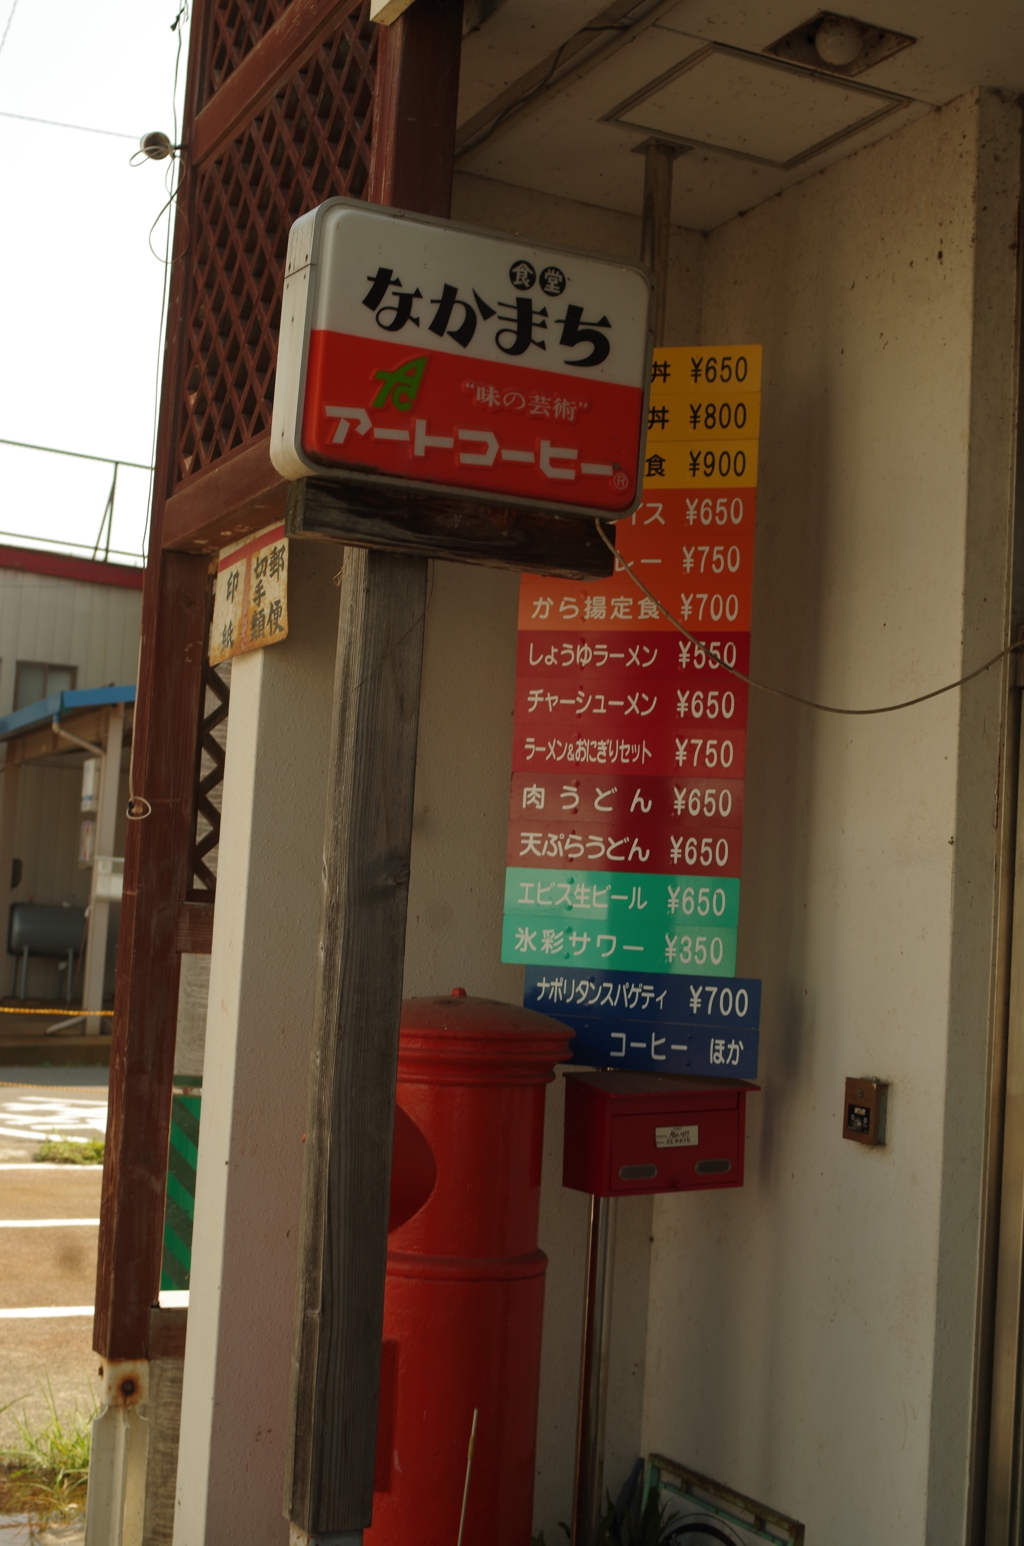 食堂
なかまち
"味の芸術"
アートコーヒー®
郵便
切手類
印紙
丼 ¥650
丼 ¥800
食 ¥900
イス ¥650
レー ¥750
から揚定食 ¥700
しょうゆラーメン ¥550
チャーシューメン ¥650
ラーメン&おにぎりセット ¥750
肉うどん ¥650
天ぷらうどん ¥650
エビス生ビール ¥650
氷彩サワー ¥350
ナポリタンスパゲティ ¥700
コーヒー ほか